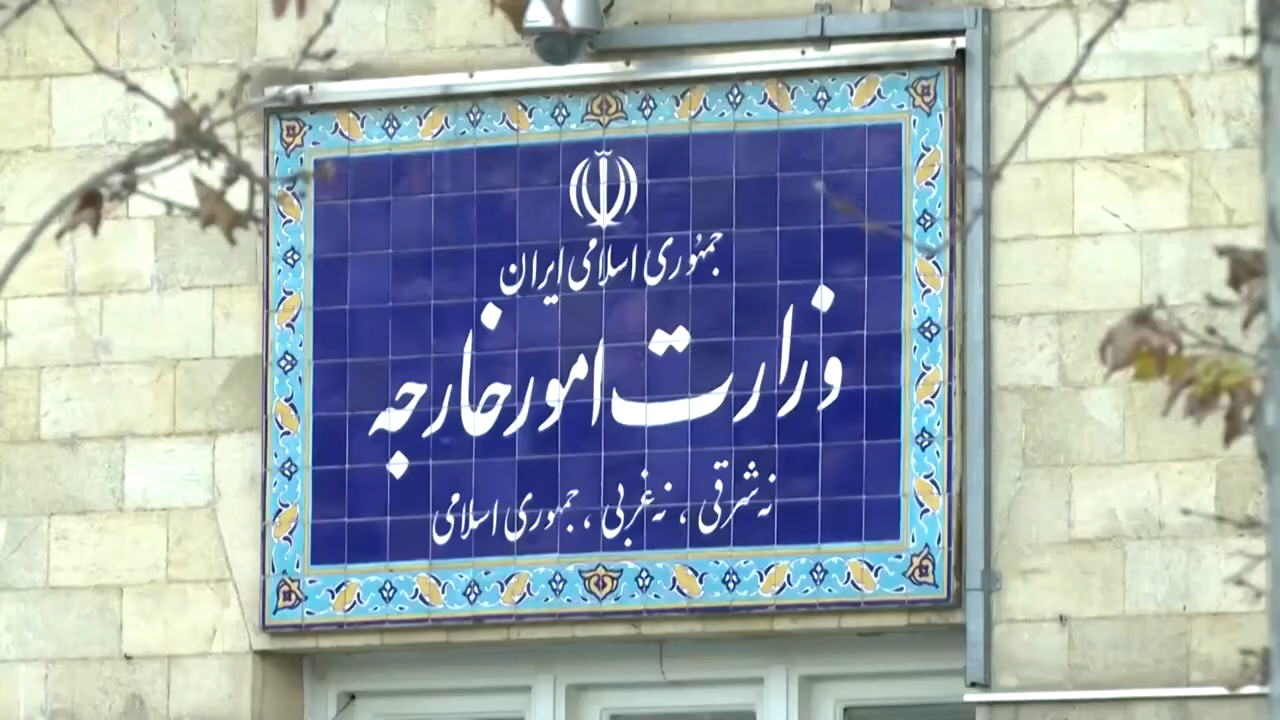 جمهوری اسلامی ایران
وزارت امور خارجه
نه شرقی ، نه غربی ، جمهوری اسلامی